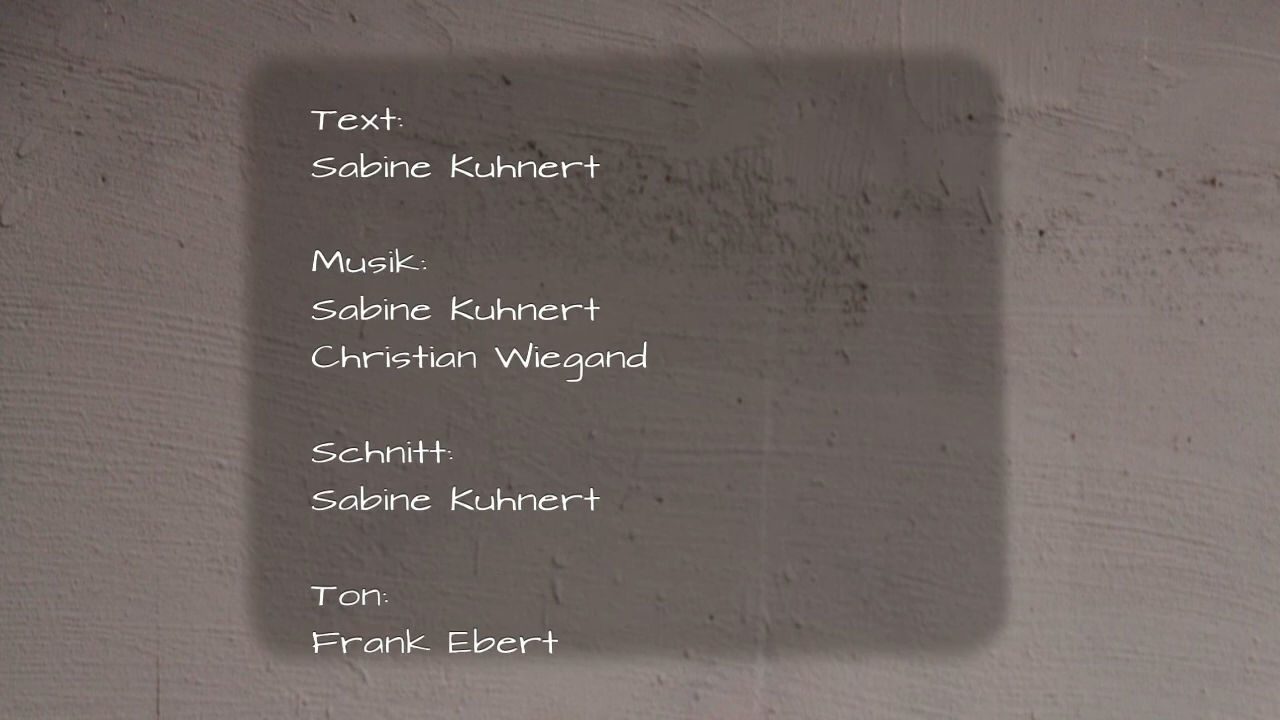 Text:
Sabine Kuhnert
Musik:
Sabine Kuhnert
Christian Wiegand
Schnitt:
Sabine Kuhnert
Ton:
Frank Ebert